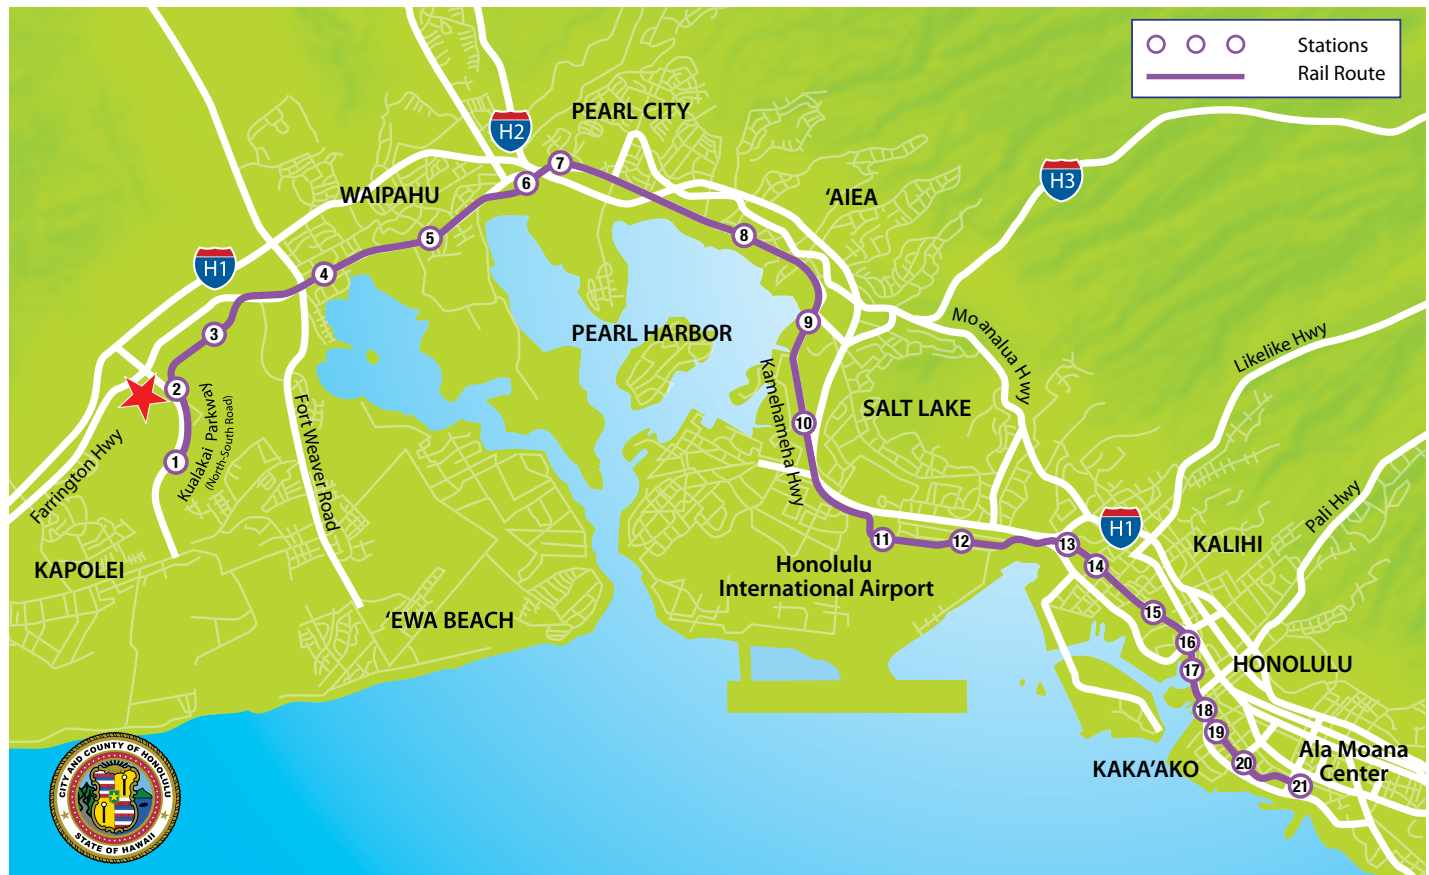 Stations
Rail Route
PEARL CITY
H2
H3
WAIPAHU
‘AIEA
H1
PEARL HARBOR
Moanalua Hwy
Likelike Hwy
Kamehameha Hwy
SALT LAKE
Kualakai Parkway
(North-South Road)
Fort Weaver Road
Farrington Hwy
Pali Hwy
H1
KALIHI
KAPOLEI
Honolulu
International Airport
‘EWA BEACH
HONOLULU
KAKA‘AKO
Ala Moana
Center
1
2
3
4
5
6
7
8
9
10
11
12
13
14
15
16
17
18
19
20
21
CITY AND COUNTY OF HONOLULU
STATE OF HAWAII